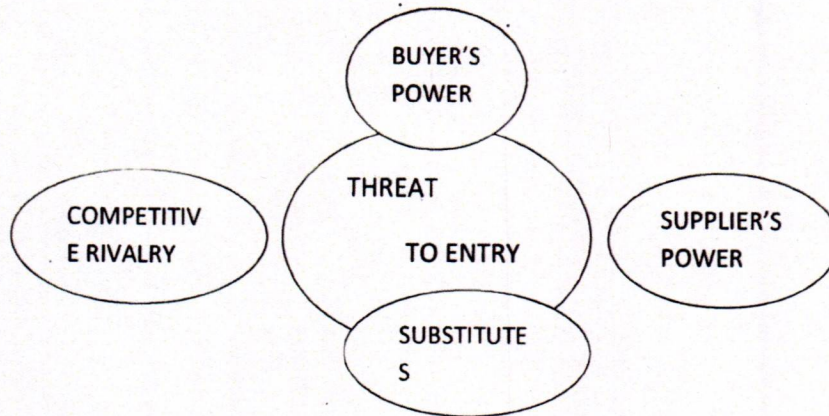 BUYER'S
POWER
THREAT
TO ENTRY
COMPETITIV
E RIVALRY
SUPPLIER'S
POWER
SUBSTITUTE
S